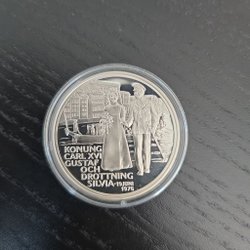 KONUNG
CARL XVI
GUSTAF
OCH
DROTTNING
SILVIA-19 JUNI
1976